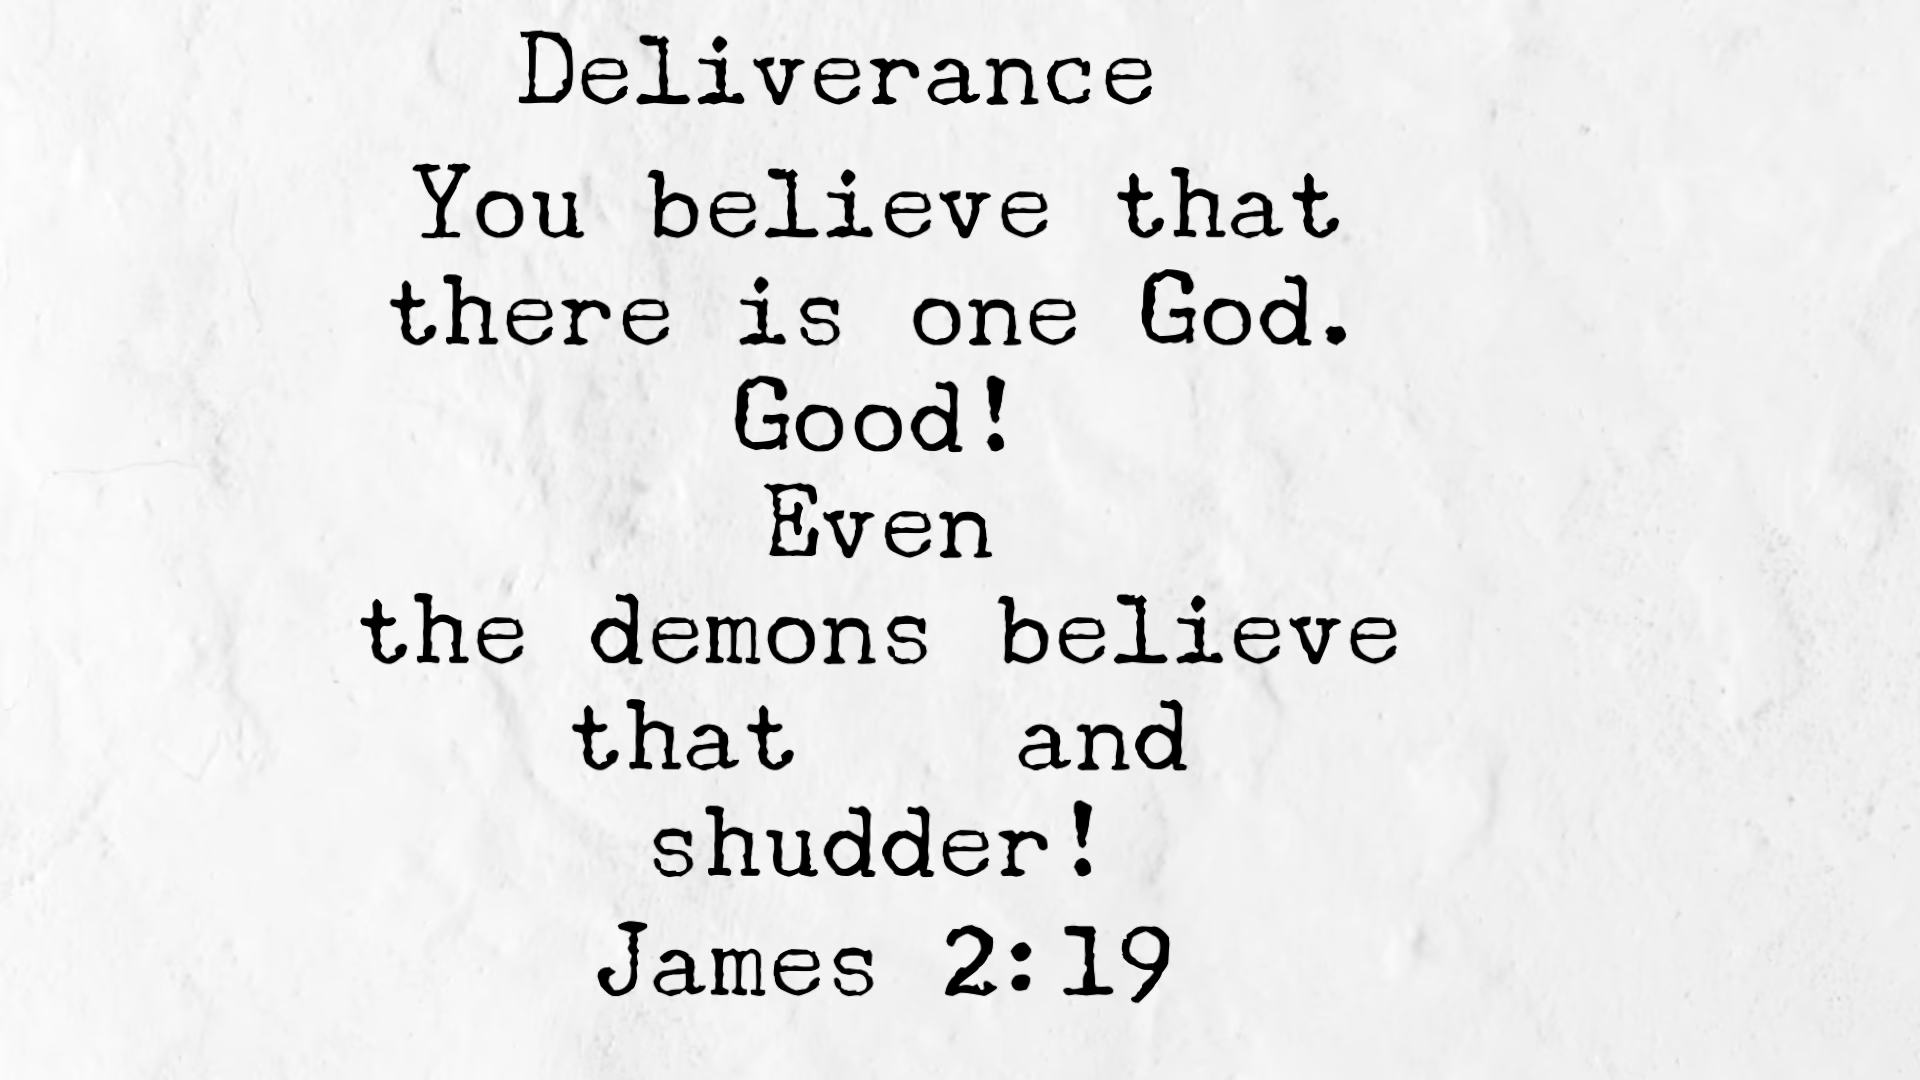 Deliverance
You believe that
there is one God.
Good!
Even
the demons believe
that and
shudder!
James 2:19